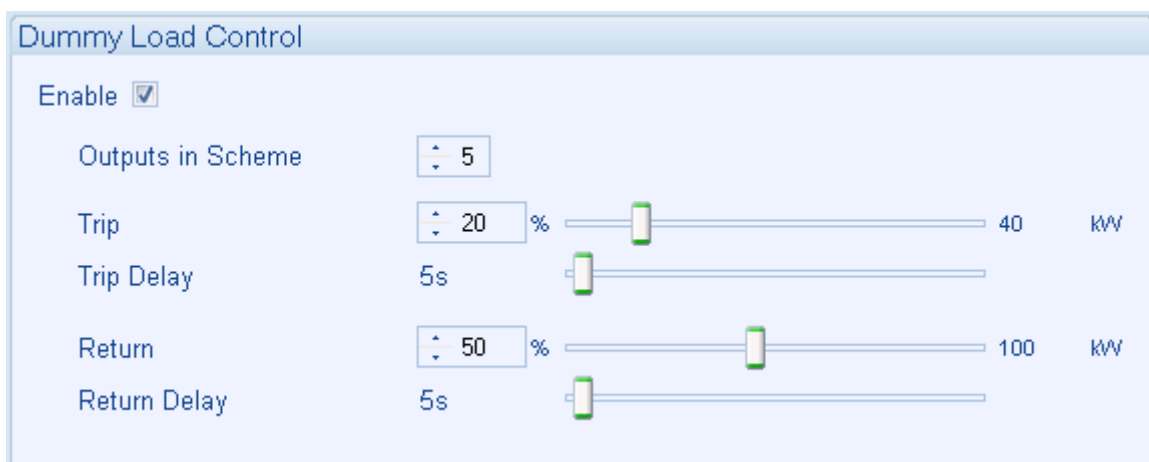 Dummy Load Control
Enable
Outputs in Scheme 5
Trip 20 % 40 kW
Trip Delay 5s
Return 50 % 100 kW
Return Delay 5s